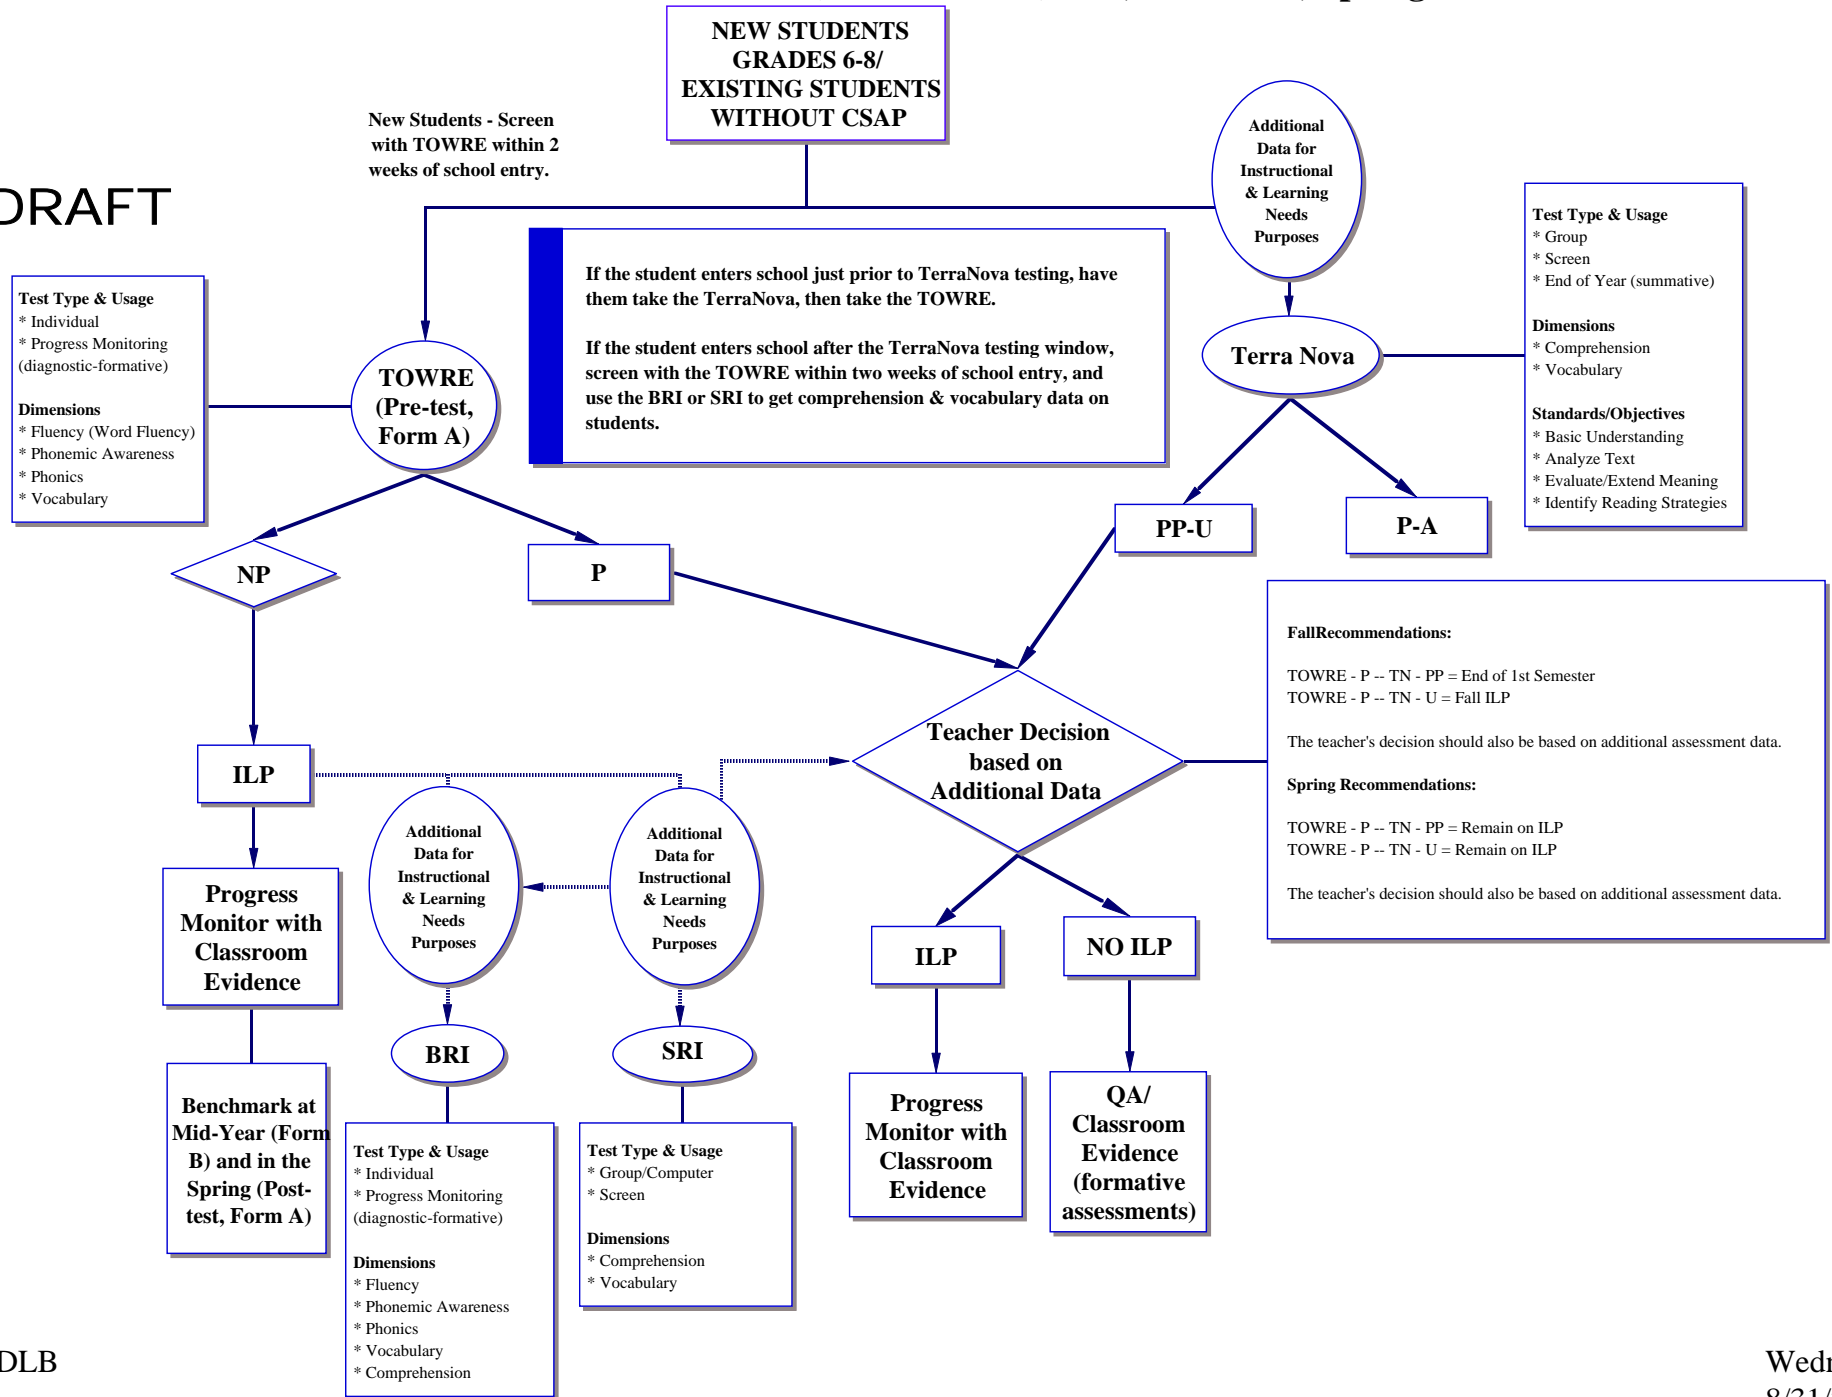 NEW STUDENTS
GRADES 6-8/
EXISTING STUDENTS
WITHOUT CSAP
New Students - Screen
with TOWRE within 2
weeks of school entry.
Additional
Data for
Instructional
& Learning
Needs
Purposes
DRAFT
Test Type & Usage
* Group
* Screen
* End of Year (summative)
Dimensions
* Comprehension
* Vocabulary
Standards/Objectives
* Basic Understanding
* Analyze Text
* Evaluate/Extend Meaning
* Identify Reading Strategies
If the student enters school just prior to TerraNova testing, have
them take the TerraNova, then take the TOWRE.
If the student enters school after the TerraNova testing window,
screen with the TOWRE within two weeks of school entry, and
use the BRI or SRI to get comprehension & vocabulary data on
students.
Test Type & Usage
* Individual
* Progress Monitoring
(diagnostic-formative)
Dimensions
* Fluency (Word Fluency)
* Phonemic Awareness
* Phonics
* Vocabulary
TOWRE
(Pre-test,
Form A)
Terra Nova
PP-U
P-A
NP
P
FallRecommendations:
TOWRE - P -- TN - PP = End of 1st Semester
TOWRE - P -- TN - U = Fall ILP
The teacher's decision should also be based on additional assessment data.
Spring Recommendations:
TOWRE - P -- TN - PP = Remain on ILP
TOWRE - P -- TN - U = Remain on ILP
The teacher's decision should also be based on additional assessment data.
Teacher Decision
based on
Additional Data
ILP
Additional
Data for
Instructional
& Learning
Needs
Purposes
Additional
Data for
Instructional
& Learning
Needs
Purposes
Progress
Monitor with
Classroom
Evidence
ILP
NO ILP
BRI
SRI
Benchmark at
Mid-Year (Form
B) and in the
Spring (Post-
test, Form A)
Test Type & Usage
* Individual
* Progress Monitoring
(diagnostic-formative)
Dimensions
* Fluency
* Phonemic Awareness
* Phonics
* Vocabulary
* Comprehension
Test Type & Usage
* Group/Computer
* Screen
Dimensions
* Comprehension
* Vocabulary
Progress
Monitor with
Classroom
Evidence
QA/
Classroom
Evidence
(formative
assessments)
DLB